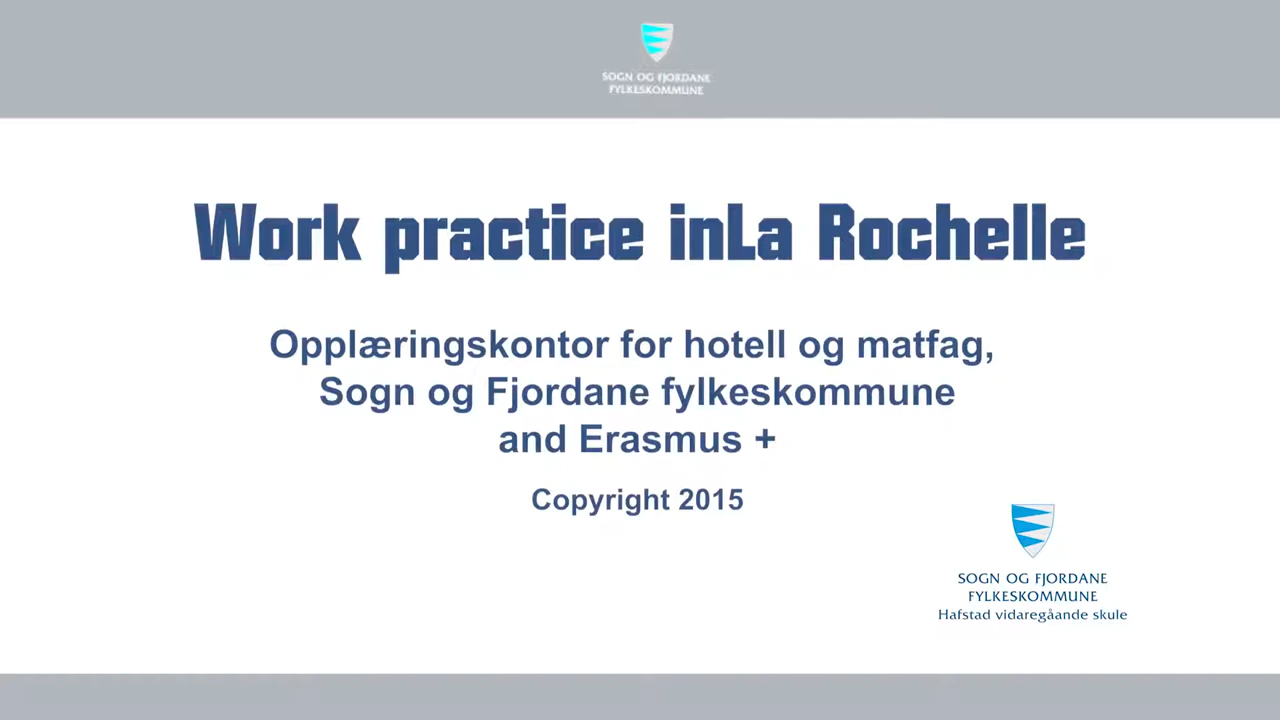 SOGN OG FJORDANE
FYLKESKOMMUNE
Work practice inLa Rochelle
Opplæringskontor for hotell og matfag,
Sogn og Fjordane fylkeskommune
and Erasmus +
Copyright 2015
SOGN OG FJORDANE
FYLKESKOMMUNE
Hafstad vidaregåande skule